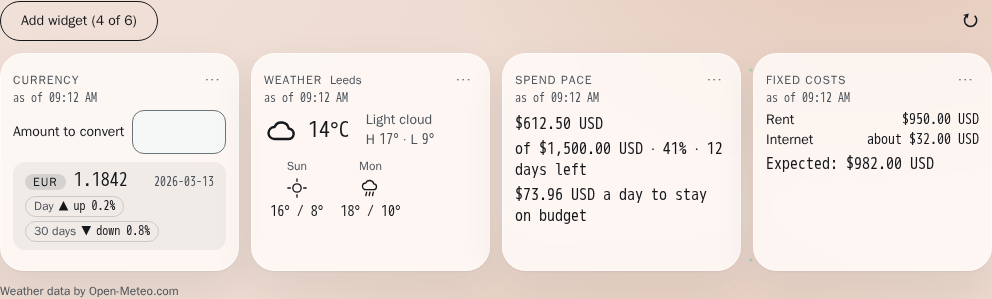 Add widget (4 of 6)
CURRENCY
as of 09:12 AM
Amount to convert
EUR 1.1842 2026-03-13
Day ▲ up 0.2%
30 days ▼ down 0.8%
WEATHER Leeds
as of 09:12 AM
14°C
Light cloud
H 17° · L 9°
Sun Mon
16° / 8° 18° / 10°
SPEND PACE
as of 09:12 AM
$612.50 USD
of $1,500.00 USD · 41% · 12
days left
$73.96 USD a day to stay
on budget
FIXED COSTS
as of 09:12 AM
Rent $950.00 USD
Internet about $32.00 USD
Expected: $982.00 USD
Weather data by Open-Meteo.com